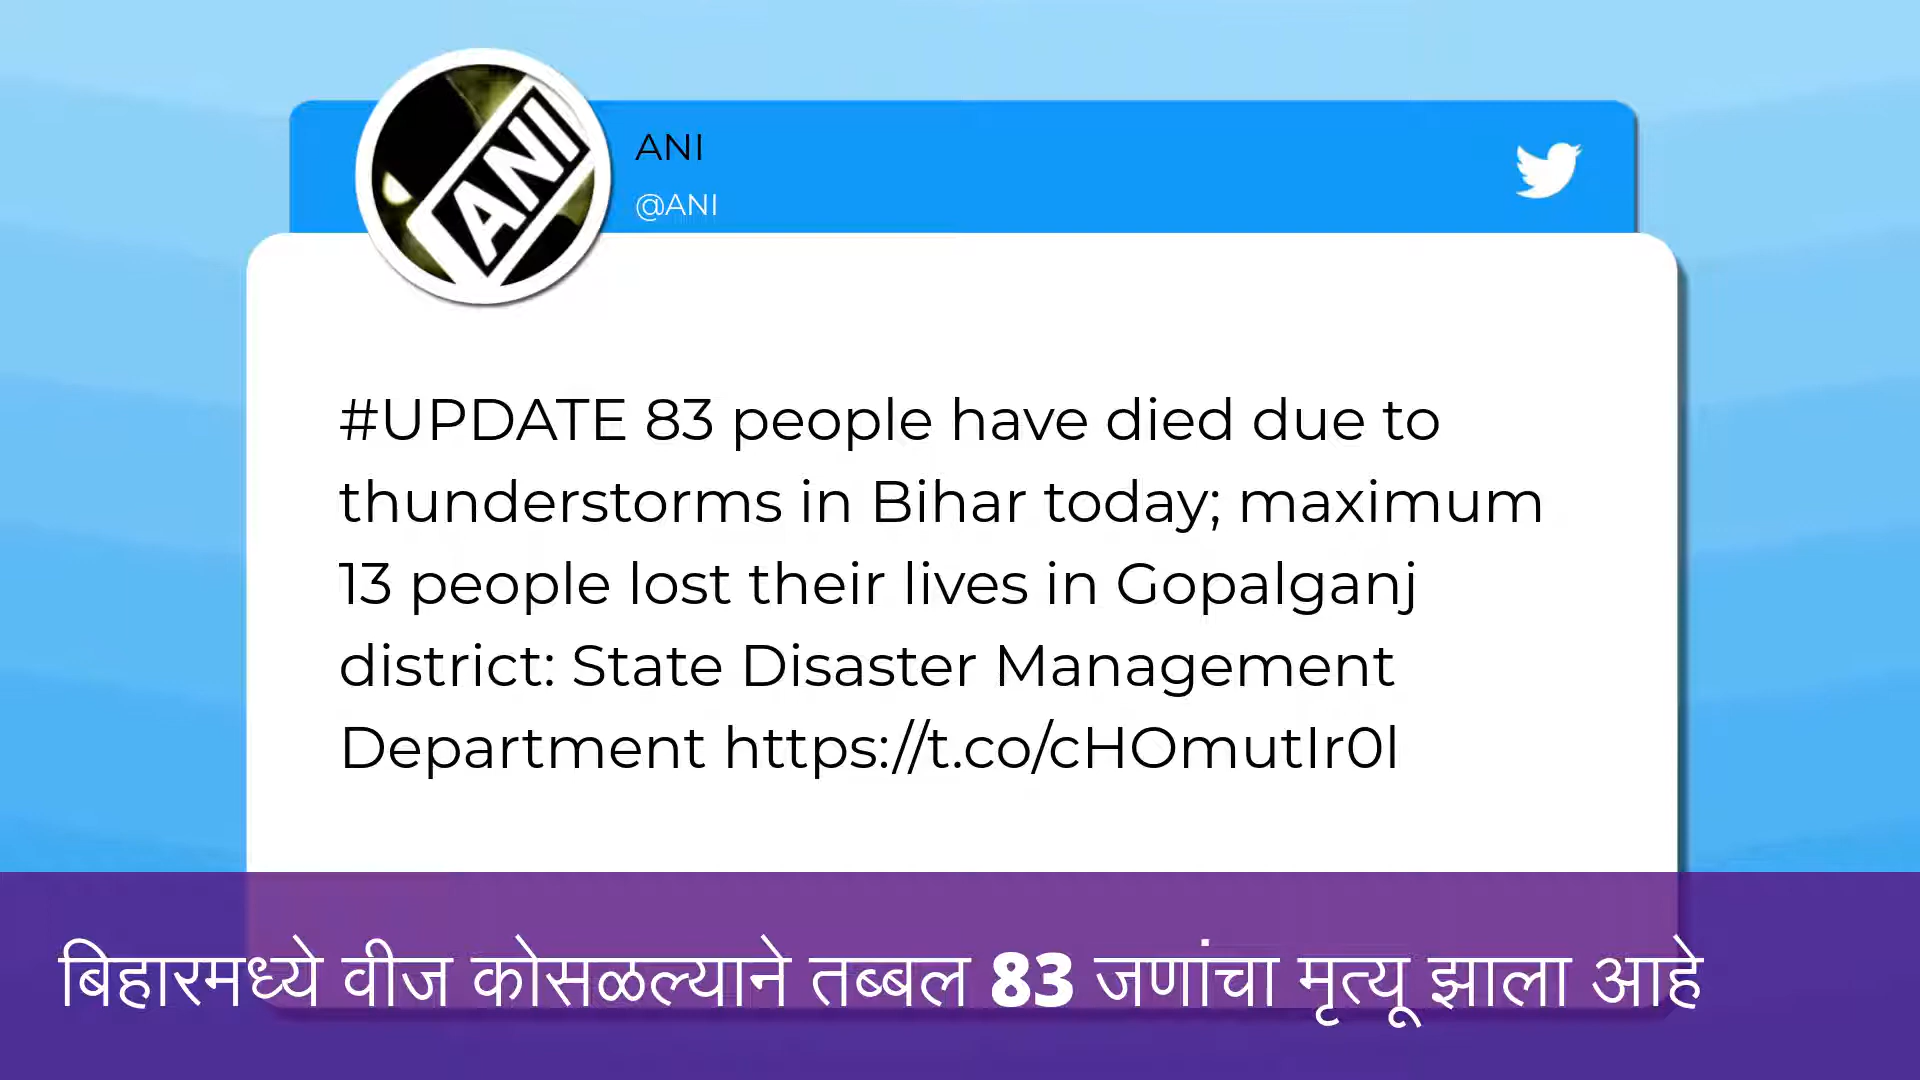 ANI
ANI
@ANI
#UPDATE 83 people have died due to
thunderstorms in Bihar today; maximum
13 people lost their lives in Gopalganj
district: State Disaster Management
Department https://t.co/cHOmutIr0l
बिहारमध्ये वीज कोसळल्याने तब्बल 83 जणांचा मृत्यू झाला आहे